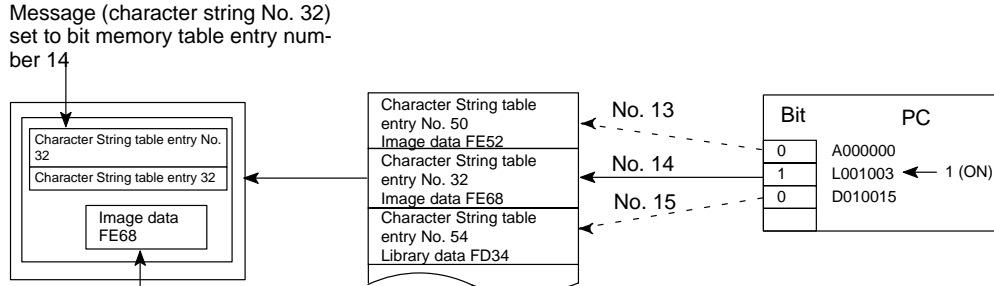 Message (character string No. 32)
set to bit memory table entry num-
ber 14
Character String table entry No.
32
Character String table entry 32
Image data
FE68
Character String table
entry No. 50
Image data FE52
Character String table
entry No. 32
Image data FE68
Character String table
entry No. 54
Library data FD34
No. 13
No. 14
No. 15
Bit PC
0 A000000
1 L001003 1 (ON)
0 D010015